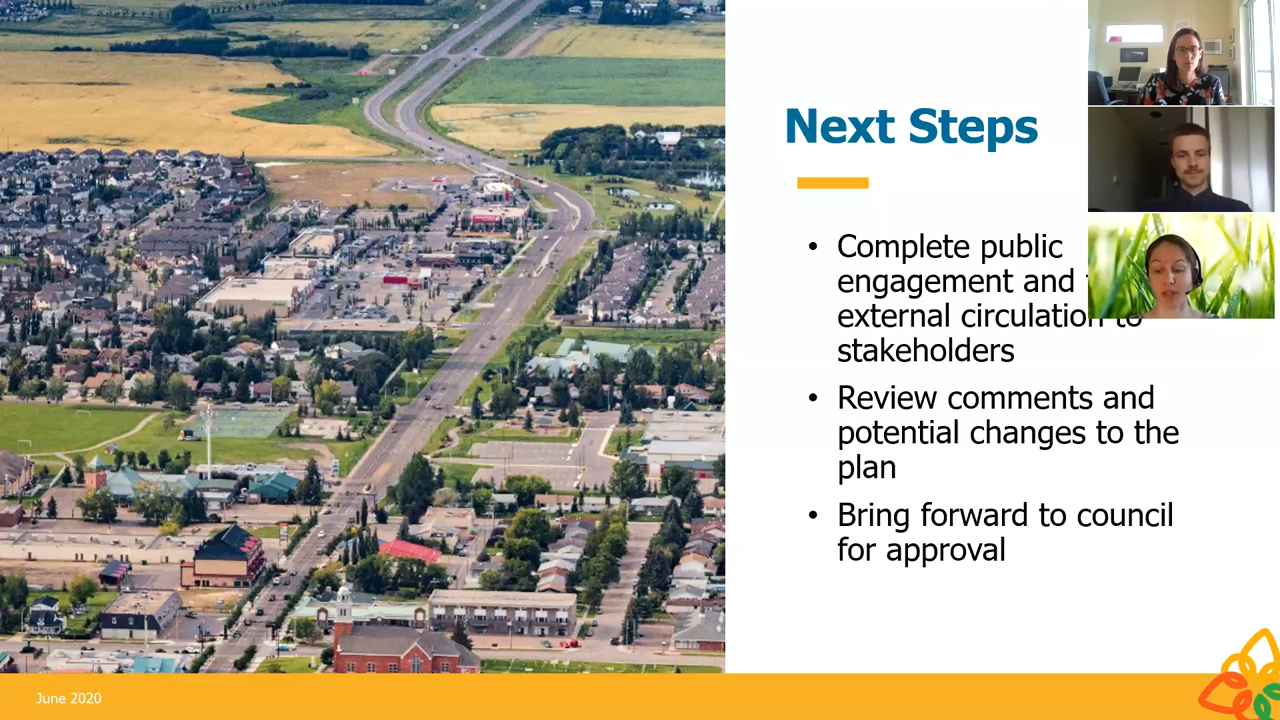 Next Steps
• Complete public
engagement and
external circulation to
stakeholders
• Review comments and
potential changes to the
plan
• Bring forward to council
for approval
June 2020